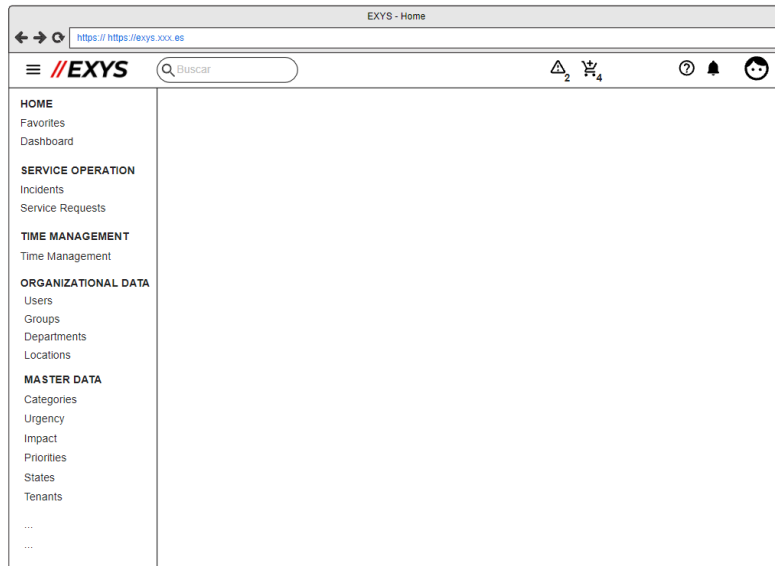 EXYS - Home
https:// https://exys.xxx.es
//EXYS
Buscar
2
4
HOME
Favorites
Dashboard
SERVICE OPERATION
Incidents
Service Requests
TIME MANAGEMENT
Time Management
ORGANIZATIONAL DATA
Users
Groups
Departments
Locations
MASTER DATA
Categories
Urgency
Impact
Priorities
States
Tenants
...
...